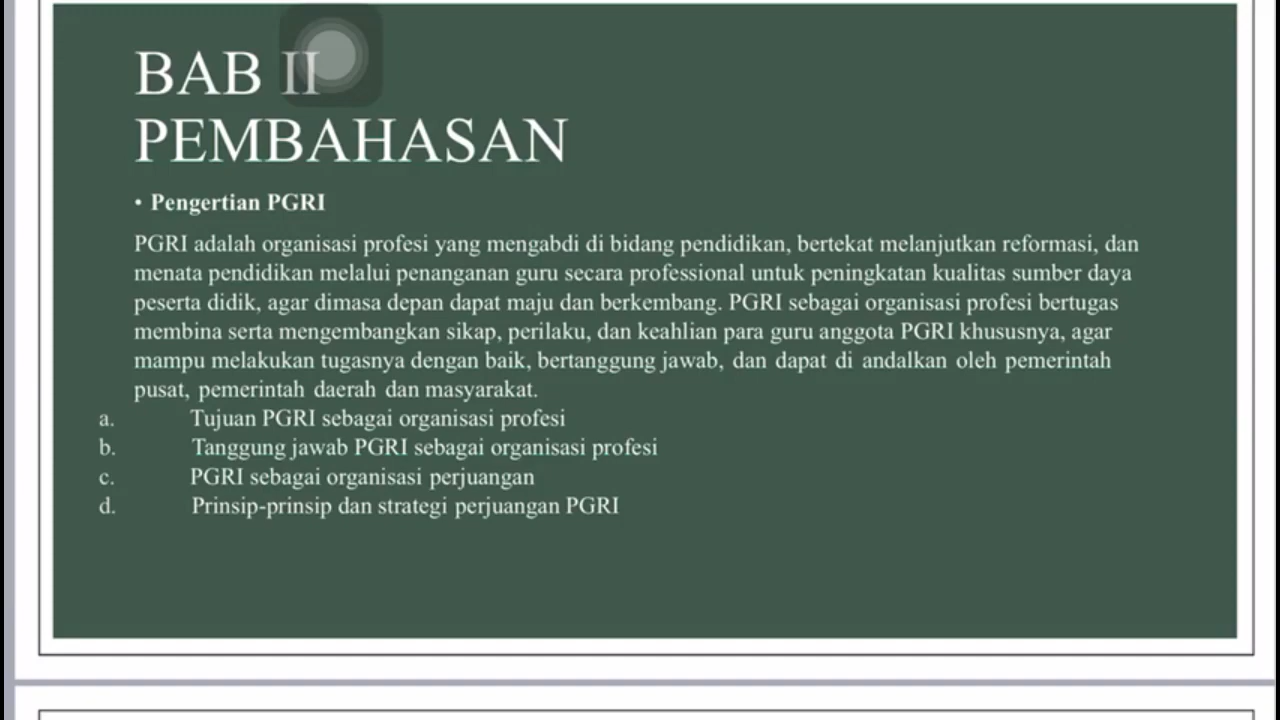 BAB II
PEMBAHASAN
• Pengertian PGRI
PGRI adalah organisasi profesi yang mengabdi di bidang pendidikan, bertekat melanjutkan reformasi, dan
menata pendidikan melalui penanganan guru secara professional untuk peningkatan kualitas sumber daya
peserta didik, agar dimasa depan dapat maju dan berkembang. PGRI sebagai organisasi profesi bertugas
membina serta mengembangkan sikap, perilaku, dan keahlian para guru anggota PGRI khususnya, agar
mampu melakukan tugasnya dengan baik, bertanggung jawab, dan dapat di andalkan oleh pemerintah
pusat, pemerintah daerah dan masyarakat.
a. Tujuan PGRI sebagai organisasi profesi
b. Tanggung jawab PGRI sebagai organisasi profesi
c. PGRI sebagai organisasi perjuangan
d. Prinsip-prinsip dan strategi perjuangan PGRI